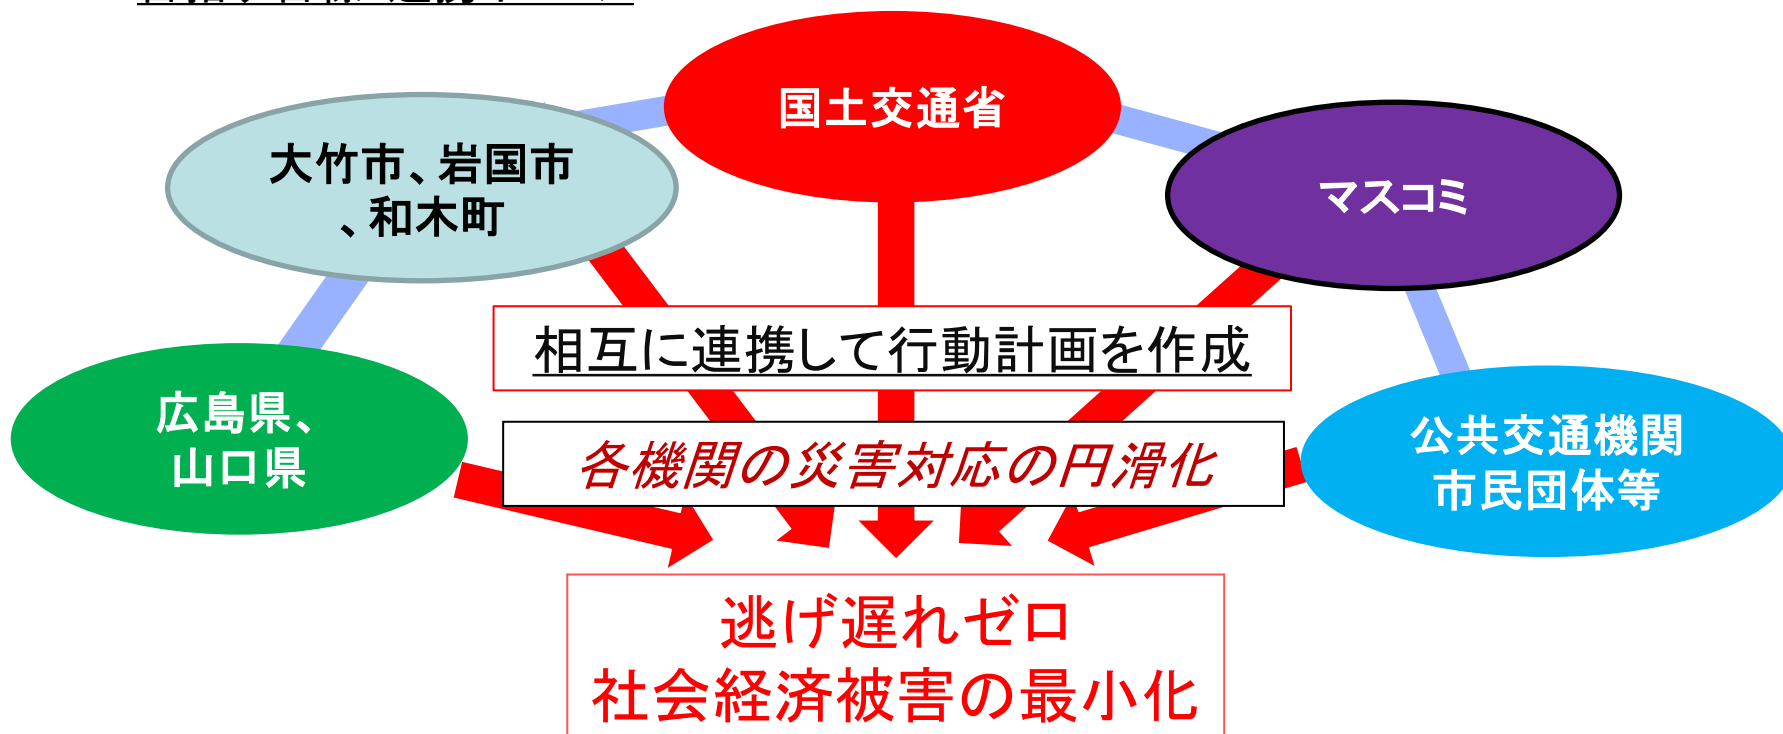 国土交通省
大竹市、岩国市
、和木町
マスコミ
相互に連携して行動計画を作成
広島県、
山口県
各機関の災害対応の円滑化
公共交通機関
市民団体等
逃げ遅れゼロ
社会経済被害の最小化